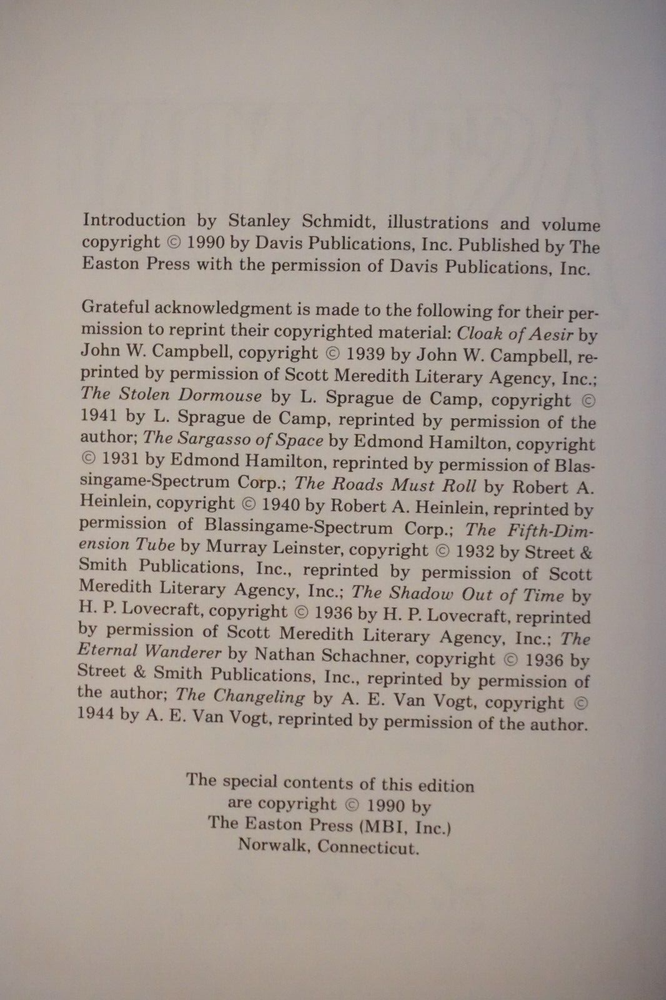 Introduction by Stanley Schmidt, illustrations and volume
copyright © 1990 by Davis Publications, Inc. Published by The
Easton Press with the permission of Davis Publications, Inc.
Grateful acknowledgment is made to the following for their per-
mission to reprint their copyrighted material: Cloak of Aesir by
John W. Campbell, copyright © 1939 by John W. Campbell, re-
printed by permission of Scott Meredith Literary Agency, Inc.;
The Stolen Dormouse by L. Sprague de Camp, copyright ©
1941 by L. Sprague de Camp, reprinted by permission of the
author; The Sargasso of Space by Edmond Hamilton, copyright
© 1931 by Edmond Hamilton, reprinted by permission of Blas-
singame-Spectrum Corp.; The Roads Must Roll by Robert A.
Heinlein, copyright © 1940 by Robert A. Heinlein, reprinted by
permission of Blassingame-Spectrum Corp.; The Fifth-Dim-
ension Tube by Murray Leinster, copyright © 1932 by Street &
Smith Publications, Inc., reprinted by permission of Scott
Meredith Literary Agency, Inc.; The Shadow Out of Time by
H. P. Lovecraft, copyright © 1936 by H. P. Lovecraft, reprinted
by permission of Scott Meredith Literary Agency, Inc.; The
Eternal Wanderer by Nathan Schachner, copyright © 1936 by
Street & Smith Publications, Inc., reprinted by permission of
the author; The Changeling by A. E. Van Vogt, copyright ©
1944 by A. E. Van Vogt, reprinted by permission of the author.
The special contents of this edition
are copyright © 1990 by
The Easton Press (MBI, Inc.)
Norwalk, Connecticut.